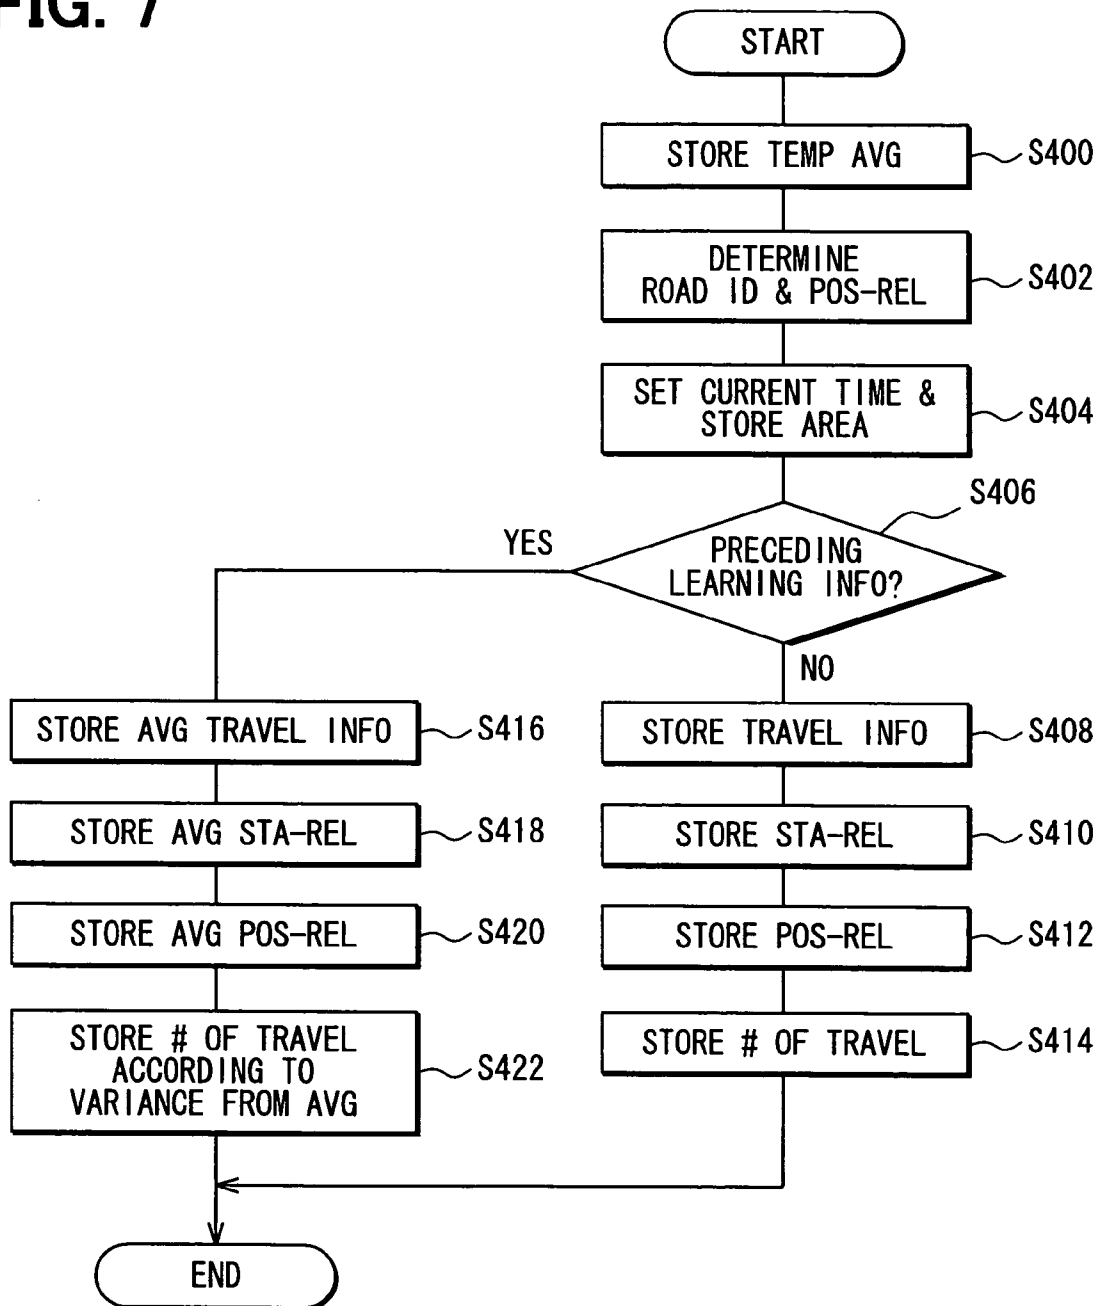 FIG. 7
START
STORE TEMP AVG
S400
DETERMINE
ROAD ID & POS-REL
S402
SET CURRENT TIME &
STORE AREA
S404
S406
PRECEDING
LEARNING INFO?
YES
NO
STORE AVG TRAVEL INFO
S416
STORE TRAVEL INFO
S408
STORE AVG STA-REL
S418
STORE STA-REL
S410
STORE AVG POS-REL
S420
STORE POS-REL
S412
STORE # OF TRAVEL
ACCORDING TO
VARIANCE FROM AVG
S422
STORE # OF TRAVEL
S414
END